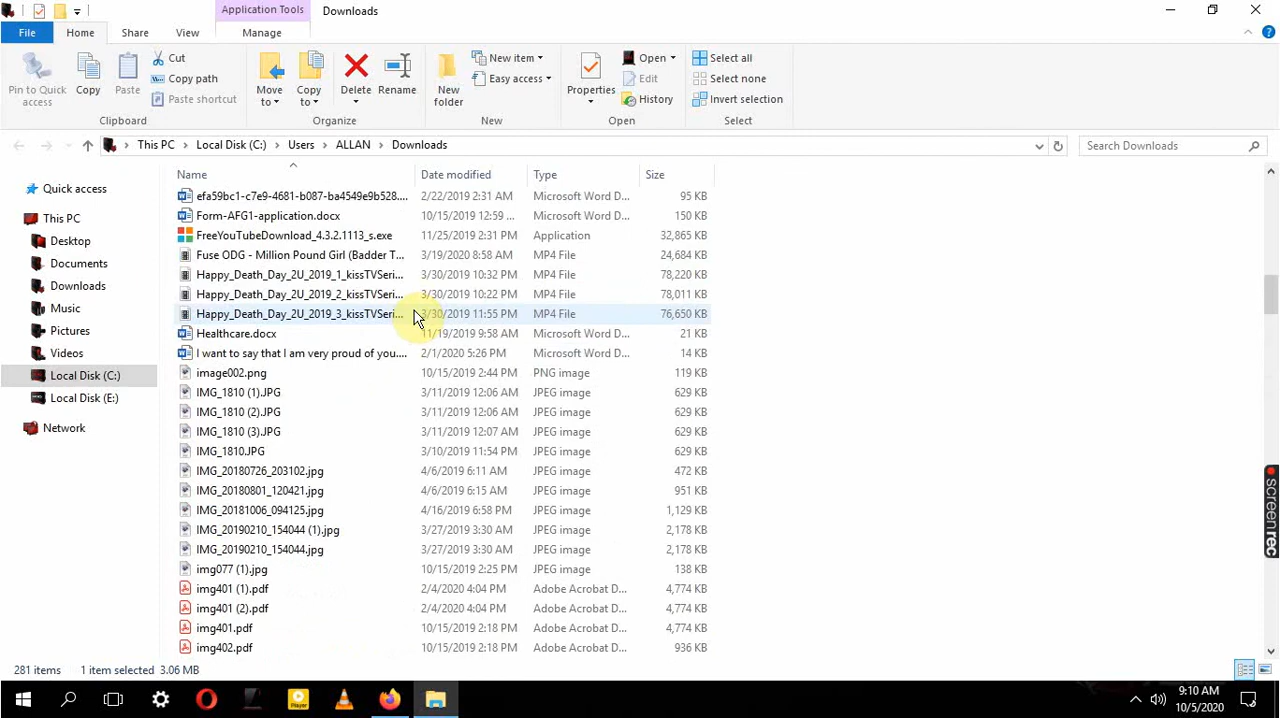 Application Tools
Downloads
File
Home
Share
View
Manage
Pin to Quick access
Copy
Paste
Cut
Copy path
Paste shortcut
Clipboard
Move to
Copy to
Delete
Rename
Organize
New folder
New item
Easy access
New
Properties
Open
Edit
History
Open
Select all
Select none
Invert selection
Select
This PC
Local Disk (C:)
Users
ALLAN
Downloads
Search Downloads
Quick access
This PC
Desktop
Documents
Downloads
Music
Pictures
Videos
Local Disk (C:)
Local Disk (E:)
Network
Name Date modified Type Size
efa59bc1-c7e9-4681-b087-ba4549e9b528.... 2/22/2019 2:31 AM Microsoft Word D... 95 KB
Form-AFG1-application.docx 10/15/2019 12:59 ... Microsoft Word D... 150 KB
FreeYouTubeDownload_4.3.2.1113_s.exe 11/25/2019 2:31 PM Application 32,865 KB
Fuse ODG - Million Pound Girl (Badder T... 3/19/2020 8:58 AM MP4 File 24,684 KB
Happy_Death_Day_2U_2019_1_kissTVSeri... 3/30/2019 10:32 PM MP4 File 78,220 KB
Happy_Death_Day_2U_2019_2_kissTVSeri... 3/30/2019 10:22 PM MP4 File 78,011 KB
Happy_Death_Day_2U_2019_3_kissTVSeri... 3/30/2019 11:55 PM MP4 File 76,650 KB
Healthcare.docx 11/19/2019 9:58 AM Microsoft Word D... 21 KB
I want to say that I am very proud of you.... 2/1/2020 5:26 PM Microsoft Word D... 14 KB
image002.png 10/15/2019 2:44 PM PNG image 119 KB
IMG_1810 (1).JPG 3/11/2019 12:06 AM JPEG image 629 KB
IMG_1810 (2).JPG 3/11/2019 12:06 AM JPEG image 629 KB
IMG_1810 (3).JPG 3/11/2019 12:07 AM JPEG image 629 KB
IMG_1810.JPG 3/10/2019 11:54 PM JPEG image 629 KB
IMG_20180726_203102.jpg 4/6/2019 6:11 AM JPEG image 472 KB
IMG_20180801_120421.jpg 4/6/2019 6:15 AM JPEG image 951 KB
IMG_20181006_094125.jpg 4/16/2019 6:58 PM JPEG image 1,129 KB
IMG_20190210_154044 (1).jpg 3/27/2019 3:30 AM JPEG image 2,178 KB
IMG_20190210_154044.jpg 3/27/2019 3:30 AM JPEG image 2,178 KB
img077 (1).jpg 10/15/2019 2:25 PM JPEG image 138 KB
img401 (1).pdf 2/4/2020 4:04 PM Adobe Acrobat D... 4,774 KB
img401 (2).pdf 2/4/2020 4:04 PM Adobe Acrobat D... 4,774 KB
img401.pdf 10/15/2019 2:18 PM Adobe Acrobat D... 4,774 KB
img402.pdf 10/15/2019 2:18 PM Adobe Acrobat D... 936 KB
screenrec
281 items 1 item selected 3.06 MB
Player
9:10 AM
10/5/2020